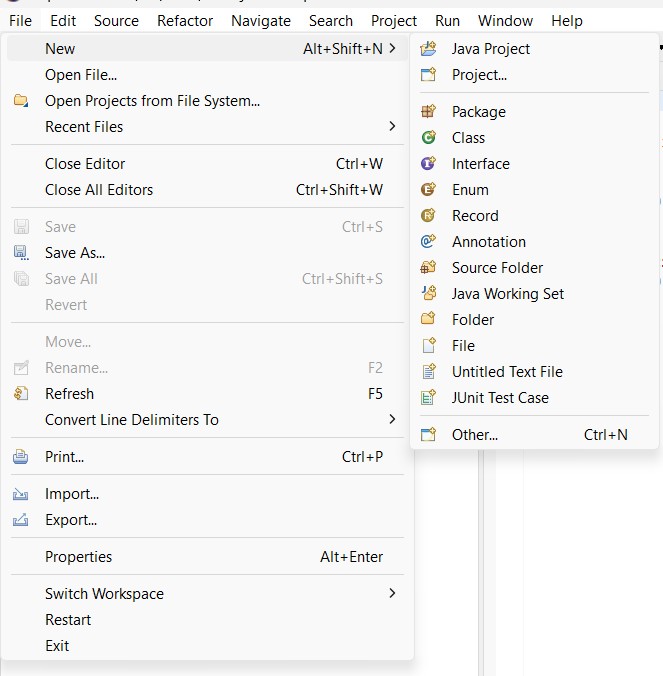 File Edit Source Refactor Navigate Search Project Run Window Help
New Alt+Shift+N
Open File...
Open Projects from File System...
Recent Files
Close Editor Ctrl+W
Close All Editors Ctrl+Shift+W
Save Ctrl+S
Save As...
Save All Ctrl+Shift+S
Revert
Move...
Rename... F2
Refresh F5
Convert Line Delimiters To
Print... Ctrl+P
Import...
Export...
Properties Alt+Enter
Switch Workspace
Restart
Exit
Java Project
Project...
Package
Class
Interface
Enum
Record
Annotation
Source Folder
Java Working Set
Folder
File
Untitled Text File
JUnit Test Case
Other... Ctrl+N